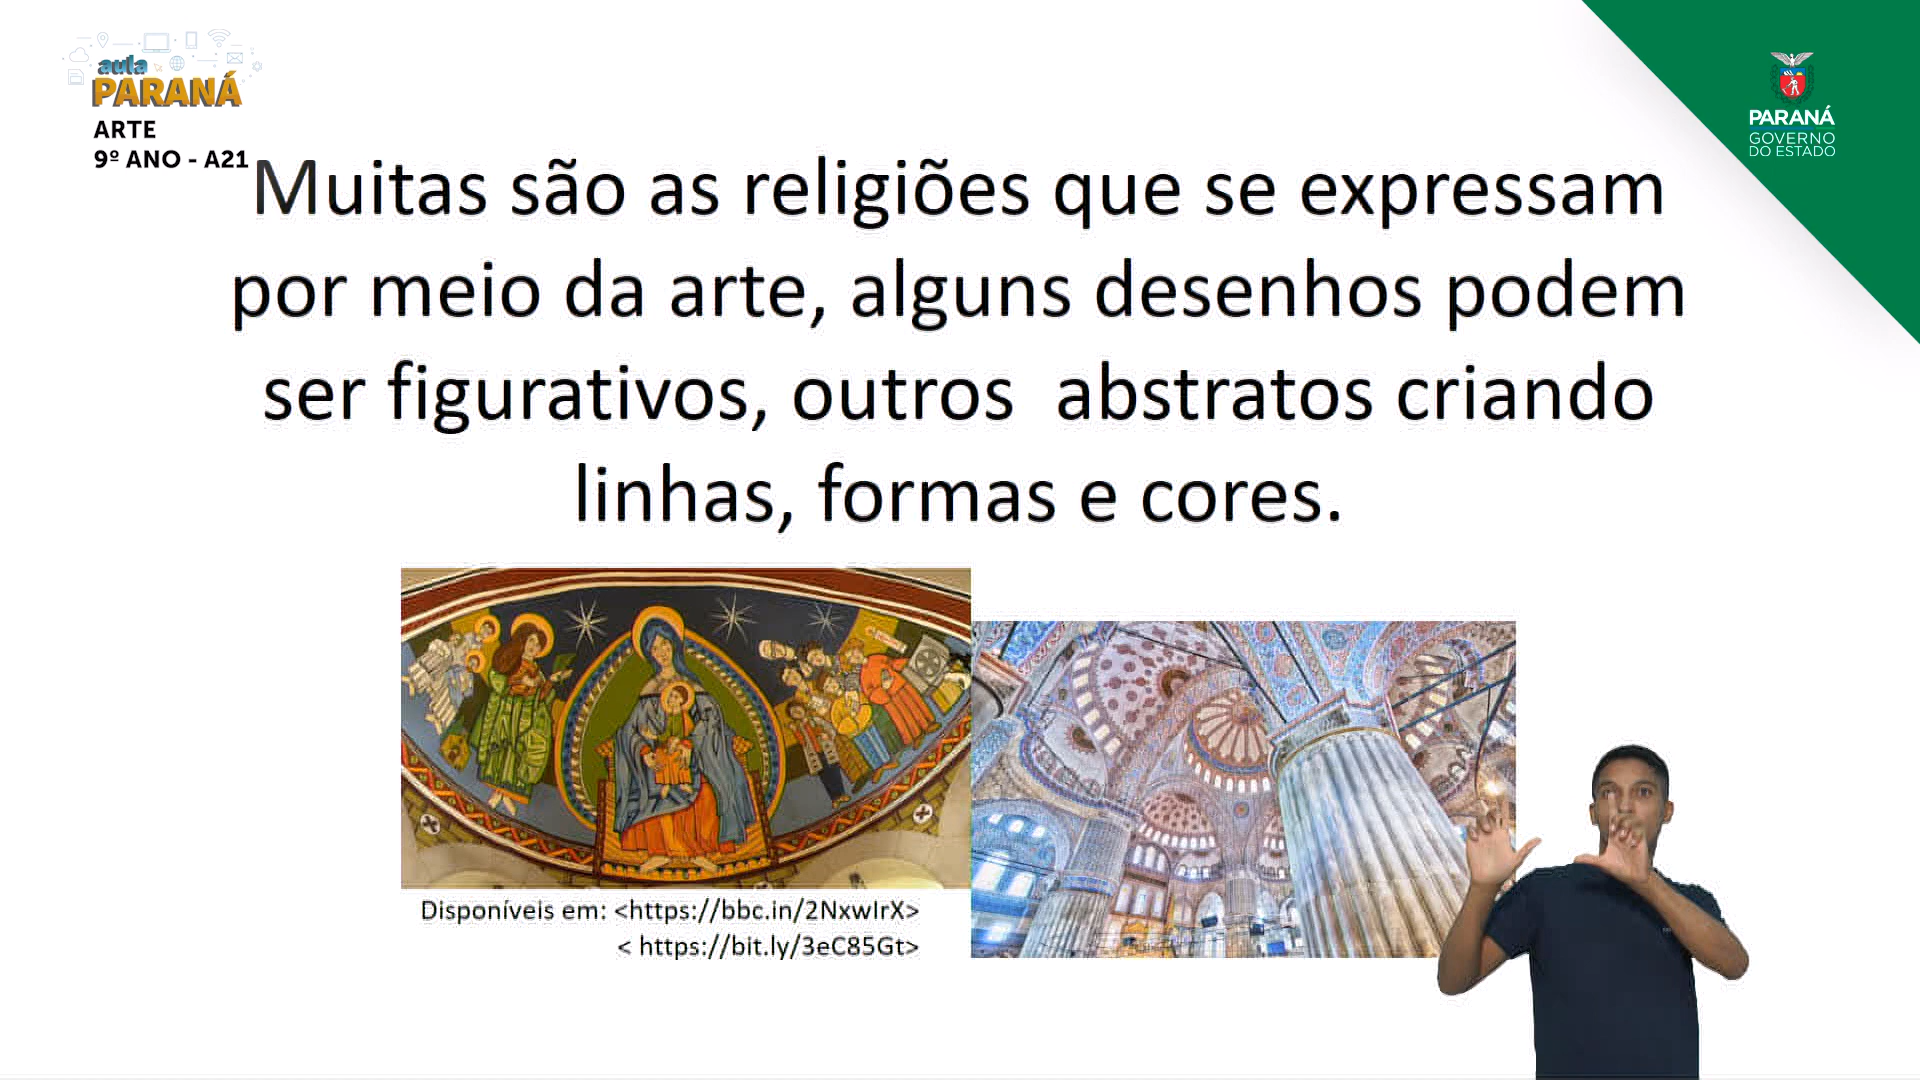 aula
PARANÁ
ARTE
9º ANO - A21
PARANÁ
GOVERNO
DO ESTADO
Muitas são as religiões que se expressam
por meio da arte, alguns desenhos podem
ser figurativos, outros  abstratos criando
linhas, formas e cores.
Disponíveis em: <https://bbc.in/2NxwIrX>
< https://bit.ly/3eC85Gt>